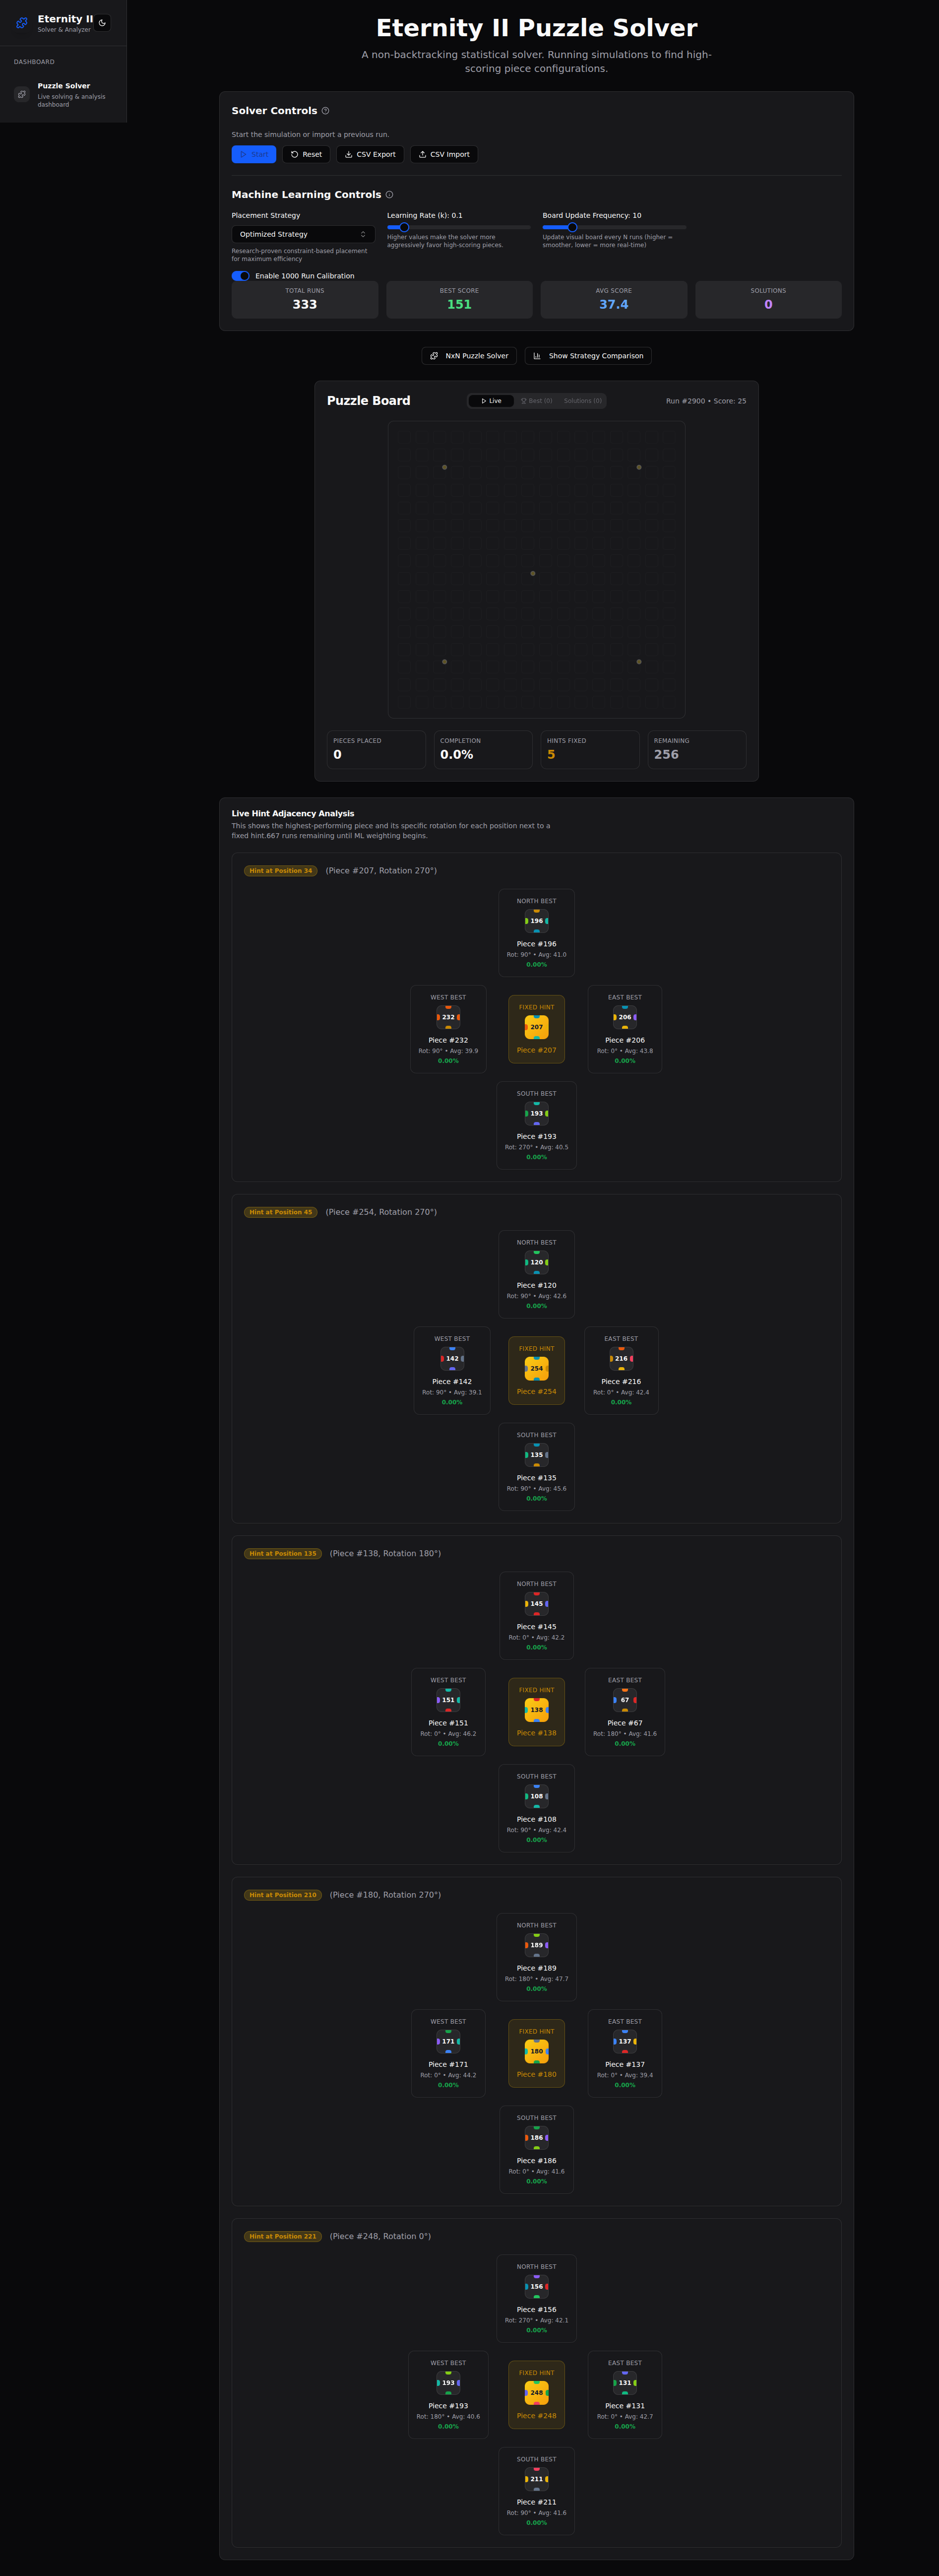 Eternity II
Solver & Analyzer
DASHBOARD
Puzzle Solver
Live solving & analysis
dashboard
Eternity II Puzzle Solver
A non-backtracking statistical solver. Running simulations to find high-
scoring piece configurations.
Solver Controls
Start the simulation or import a previous run.
Start
Reset
CSV Export
CSV Import
Machine Learning Controls
Placement Strategy
Optimized Strategy
Research-proven constraint-based placement
for maximum efficiency
Learning Rate (k): 0.1
Higher values make the solver more
aggressively favor high-scoring pieces.
Board Update Frequency: 10
Update visual board every N runs (higher =
smoother, lower = more real-time)
Enable 1000 Run Calibration
TOTAL RUNS
333
BEST SCORE
151
AVG SCORE
37.4
SOLUTIONS
0
NxN Puzzle Solver
Show Strategy Comparison
Puzzle Board
Live
Best (0)
Solutions (0)
Run #2900 • Score: 25
PIECES PLACED
0
COMPLETION
0.0%
HINTS FIXED
5
REMAINING
256
Live Hint Adjacency Analysis
This shows the highest-performing piece and its specific rotation for each position next to a
fixed hint.667 runs remaining until ML weighting begins.
Hint at Position 34 (Piece #207, Rotation 270°)
NORTH BEST
196
Piece #196
Rot: 90° • Avg: 41.0
0.00%
WEST BEST
232
Piece #232
Rot: 90° • Avg: 39.9
0.00%
FIXED HINT
207
Piece #207
EAST BEST
206
Piece #206
Rot: 0° • Avg: 43.8
0.00%
SOUTH BEST
193
Piece #193
Rot: 270° • Avg: 40.5
0.00%
Hint at Position 45 (Piece #254, Rotation 270°)
NORTH BEST
120
Piece #120
Rot: 90° • Avg: 42.6
0.00%
WEST BEST
142
Piece #142
Rot: 90° • Avg: 39.1
0.00%
FIXED HINT
254
Piece #254
EAST BEST
216
Piece #216
Rot: 0° • Avg: 42.4
0.00%
SOUTH BEST
135
Piece #135
Rot: 90° • Avg: 45.6
0.00%
Hint at Position 135 (Piece #138, Rotation 180°)
NORTH BEST
145
Piece #145
Rot: 0° • Avg: 42.2
0.00%
WEST BEST
151
Piece #151
Rot: 0° • Avg: 46.2
0.00%
FIXED HINT
138
Piece #138
EAST BEST
67
Piece #67
Rot: 180° • Avg: 41.6
0.00%
SOUTH BEST
108
Piece #108
Rot: 90° • Avg: 42.4
0.00%
Hint at Position 210 (Piece #180, Rotation 270°)
NORTH BEST
189
Piece #189
Rot: 180° • Avg: 47.7
0.00%
WEST BEST
171
Piece #171
Rot: 0° • Avg: 44.2
0.00%
FIXED HINT
180
Piece #180
EAST BEST
137
Piece #137
Rot: 0° • Avg: 39.4
0.00%
SOUTH BEST
186
Piece #186
Rot: 0° • Avg: 41.6
0.00%
Hint at Position 221 (Piece #248, Rotation 0°)
NORTH BEST
156
Piece #156
Rot: 270° • Avg: 42.1
0.00%
WEST BEST
193
Piece #193
Rot: 180° • Avg: 40.6
0.00%
FIXED HINT
248
Piece #248
EAST BEST
131
Piece #131
Rot: 0° • Avg: 42.7
0.00%
SOUTH BEST
211
Piece #211
Rot: 90° • Avg: 41.6
0.00%